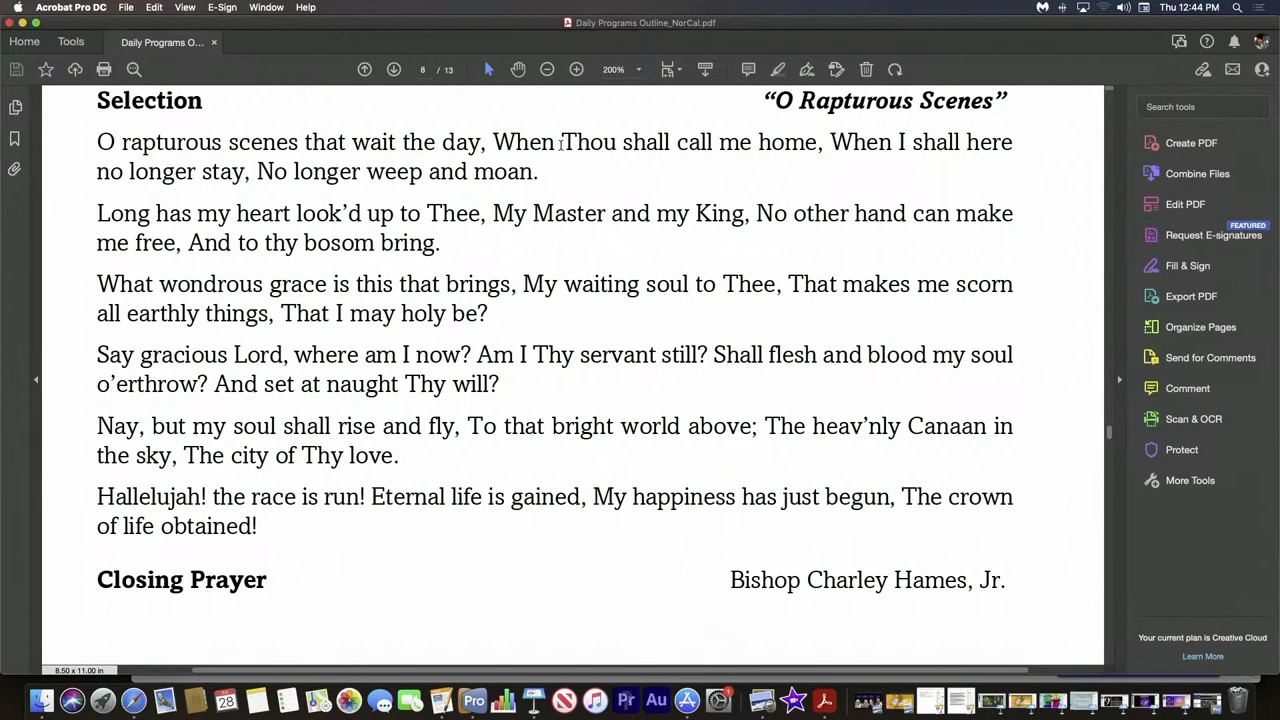 Acrobat Pro DC File Edit View E-Sign Window Help
Thu 12:44 PM
Daily Programs Outline_NorCal.pdf
Home Tools Daily Programs O... ×
8 / 13 200%
Selection "O Rapturous Scenes"
O rapturous scenes that wait the day, When Thou shall call me home, When I shall here
no longer stay, No longer weep and moan.
Long has my heart look'd up to Thee, My Master and my King, No other hand can make
me free, And to thy bosom bring.
What wondrous grace is this that brings, My waiting soul to Thee, That makes me scorn
all earthly things, That I may holy be?
Say gracious Lord, where am I now? Am I Thy servant still? Shall flesh and blood my soul
o'erthrow? And set at naught Thy will?
Nay, but my soul shall rise and fly, To that bright world above; The heav'nly Canaan in
the sky, The city of Thy love.
Hallelujah! the race is run! Eternal life is gained, My happiness has just begun, The crown
of life obtained!
Closing Prayer Bishop Charley Hames, Jr.
8.50 x 11.00 in
Search tools
Create PDF
Combine Files
Edit PDF
FEATURED
Request E-signatures
Fill & Sign
Export PDF
Organize Pages
Send for Comments
Comment
Scan & OCR
Protect
More Tools
Your current plan is Creative Cloud
Learn More
28
Pro
Pr
Au
1